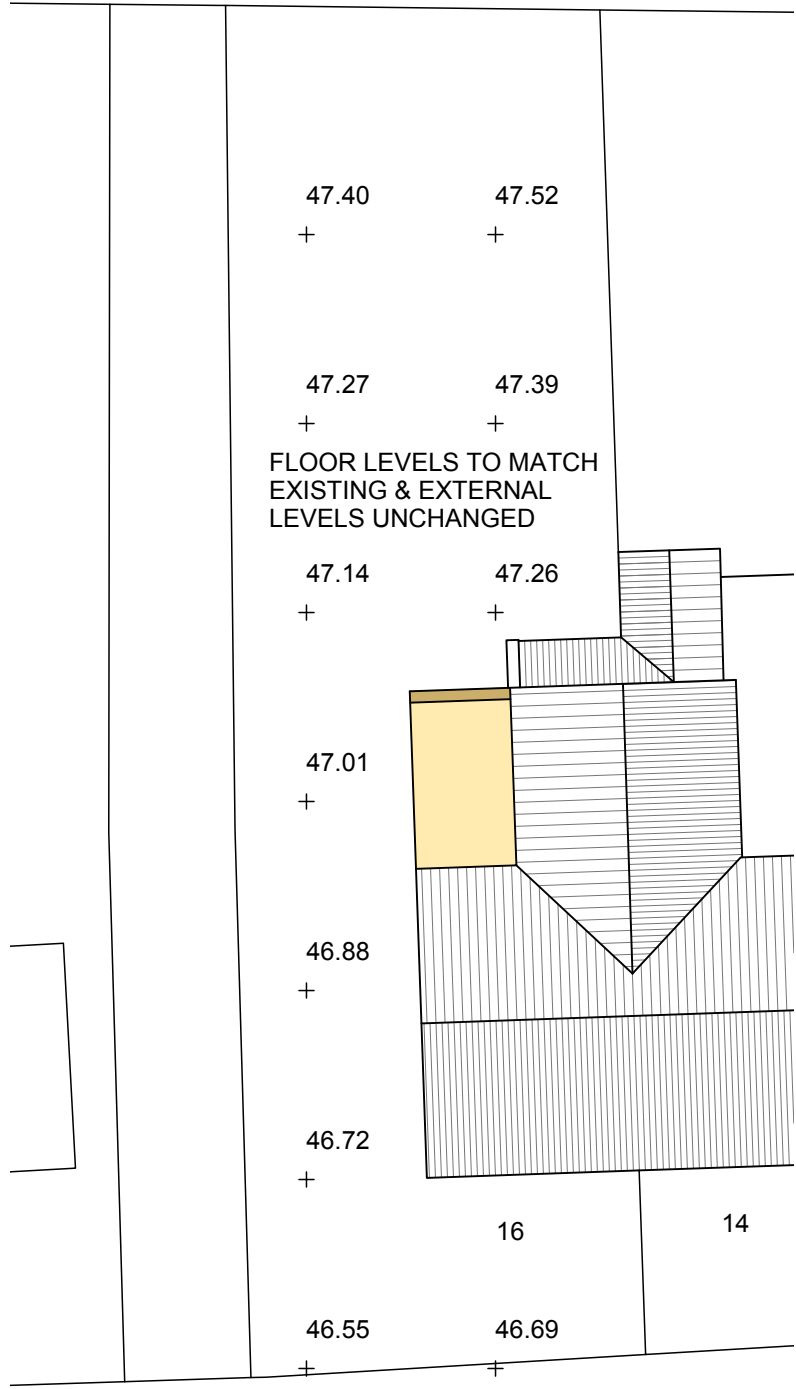 47.40 47.52
47.27 47.39
FLOOR LEVELS TO MATCH
EXISTING & EXTERNAL
LEVELS UNCHANGED
47.14 47.26
47.01
46.88
46.72
16 14
46.55 46.69